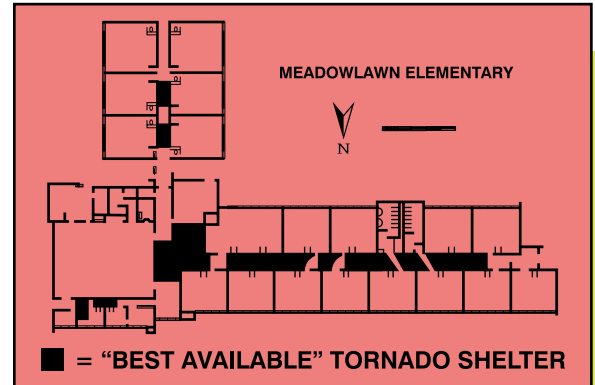 MEADOWLAWN ELEMENTARY
N
= “BEST AVAILABLE” TORNADO SHELTER